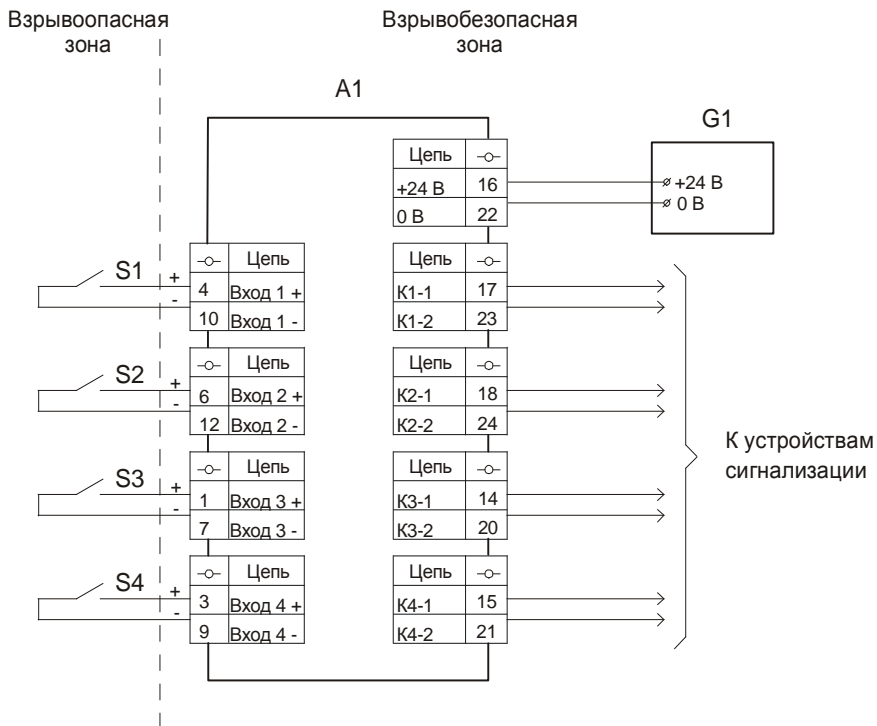 Взрывоопасная
зона
Взрывобезопасная
зона
А1
G1
Цепь
+24 В 16
0 В 22
+24 В
0 В
S1
+
-
Цепь
4 Вход 1 +
10 Вход 1 -
Цепь
К1-1 17
К1-2 23
S2
+
-
Цепь
6 Вход 2 +
12 Вход 2 -
Цепь
К2-1 18
К2-2 24
S3
+
-
Цепь
1 Вход 3 +
7 Вход 3 -
Цепь
К3-1 14
К3-2 20
S4
+
-
Цепь
3 Вход 4 +
9 Вход 4 -
Цепь
К4-1 15
К4-2 21
К устройствам
сигнализации